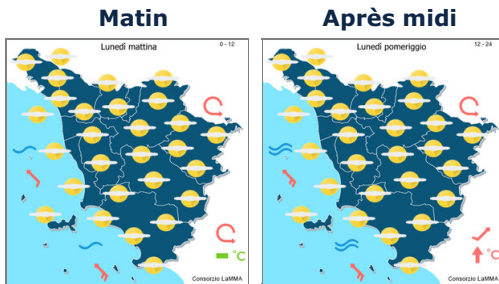 Matin
Après midi
Lunedì mattina
0 - 12
°C
Consorzio LaMMA
Lunedì pomeriggio
12 - 24
°C
Consorzio LaMMA